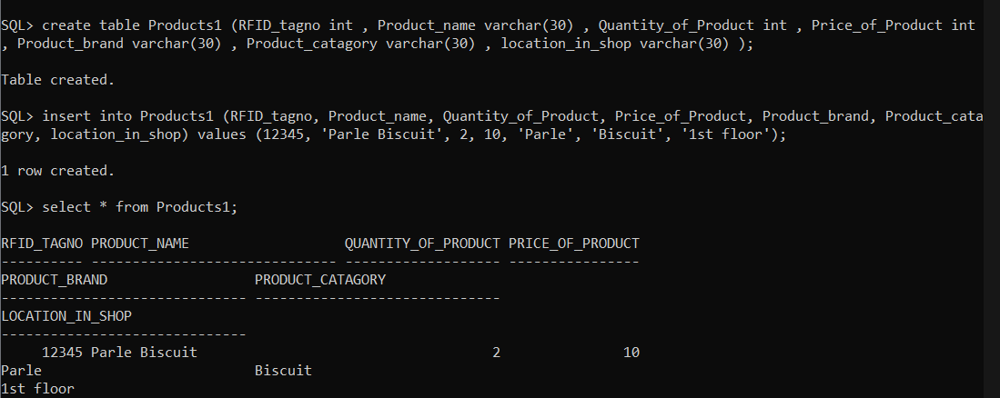 SQL> create table Products1 (RFID_tagno int , Product_name varchar(30) , Quantity_of_Product int , Price_of_Product int
, Product_brand varchar(30) , Product_catagory varchar(30) , location_in_shop varchar(30) );
Table created.
SQL> insert into Products1 (RFID_tagno, Product_name, Quantity_of_Product, Price_of_Product, Product_brand, Product_cata
gory, location_in_shop) values (12345, 'Parle Biscuit', 2, 10, 'Parle', 'Biscuit', '1st floor');
1 row created.
SQL> select * from Products1;
RFID_TAGNO PRODUCT_NAME                   QUANTITY_OF_PRODUCT PRICE_OF_PRODUCT
---------- ------------------------------ ------------------- ----------------
PRODUCT_BRAND                  PRODUCT_CATAGORY
------------------------------ ------------------------------
LOCATION_IN_SHOP
------------------------------
     12345 Parle Biscuit                                    2               10
Parle                          Biscuit
1st floor